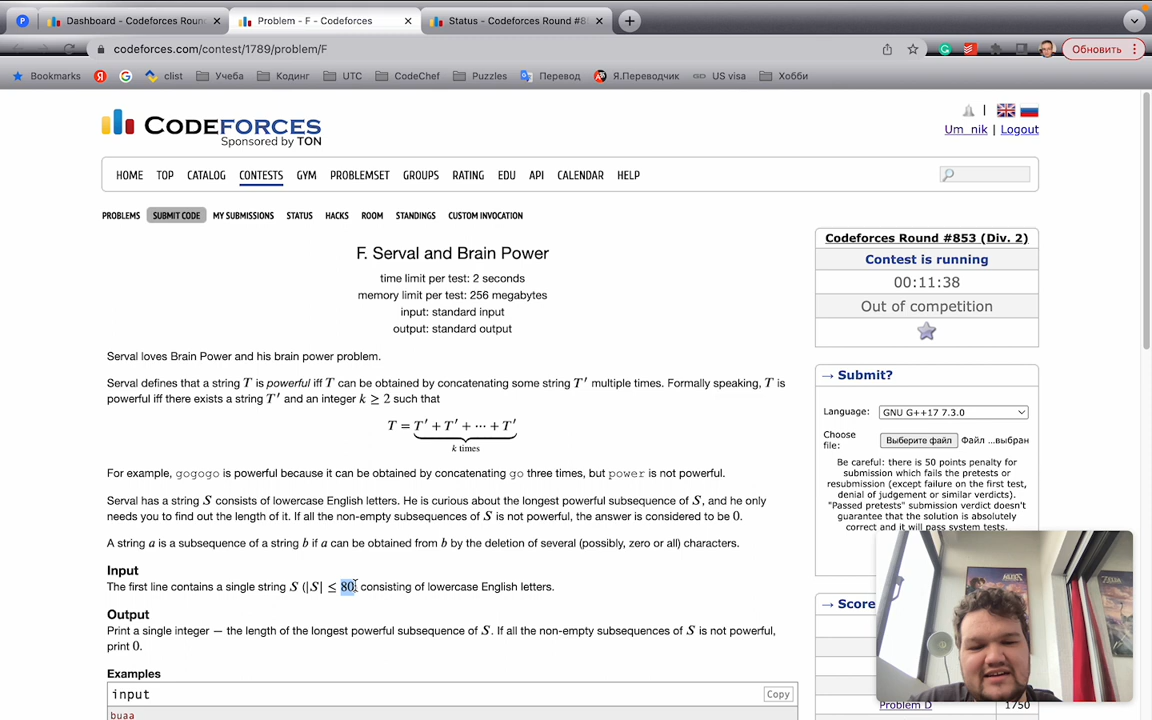 Dashboard - Codeforces Round
Problem - F - Codeforces
Status - Codeforces Round #8
codeforces.com/contest/1789/problem/F
Обновить
Bookmarks
clist
Учеба
Кодинг
UTC
CodeChef
Puzzles
Перевод
Я.Переводчик
US visa
Хобби
CODEFORCES
Sponsored by TON
Um_nik | Logout
HOME TOP CATALOG CONTESTS GYM PROBLEMSET GROUPS RATING EDU API CALENDAR HELP
PROBLEMS SUBMIT CODE MY SUBMISSIONS STATUS HACKS ROOM STANDINGS CUSTOM INVOCATION
F. Serval and Brain Power
time limit per test: 2 seconds
memory limit per test: 256 megabytes
input: standard input
output: standard output
Serval loves Brain Power and his brain power problem.
Serval defines that a string T is powerful iff T can be obtained by concatenating some string T′ multiple times. Formally speaking, T is
powerful iff there exists a string T′ and an integer k ≥ 2 such that
T = T′ + T′ + ⋯ + T′
k times
For example, gogogo is powerful because it can be obtained by concatenating go three times, but power is not powerful.
Serval has a string S consists of lowercase English letters. He is curious about the longest powerful subsequence of S, and he only
needs you to find out the length of it. If all the non-empty subsequences of S is not powerful, the answer is considered to be 0.
A string a is a subsequence of a string b if a can be obtained from b by the deletion of several (possibly, zero or all) characters.
Input
The first line contains a single string S (|S| ≤ 80) consisting of lowercase English letters.
Output
Print a single integer — the length of the longest powerful subsequence of S. If all the non-empty subsequences of S is not powerful,
print 0.
Examples
input
Copy
buaa
Codeforces Round #853 (Div. 2)
Contest is running
00:11:38
Out of competition
→ Submit?
Language: GNU G++17 7.3.0
Choose
file:
Выберите файл Файл ...выбран
Be careful: there is 50 points penalty for
submission which fails the pretests or
resubmission (except failure on the first test,
denial of judgement or similar verdicts).
"Passed pretests" submission verdict doesn't
guarantee that the solution is absolutely
correct and it will pass system tests.
→ Score
Problem D 1750